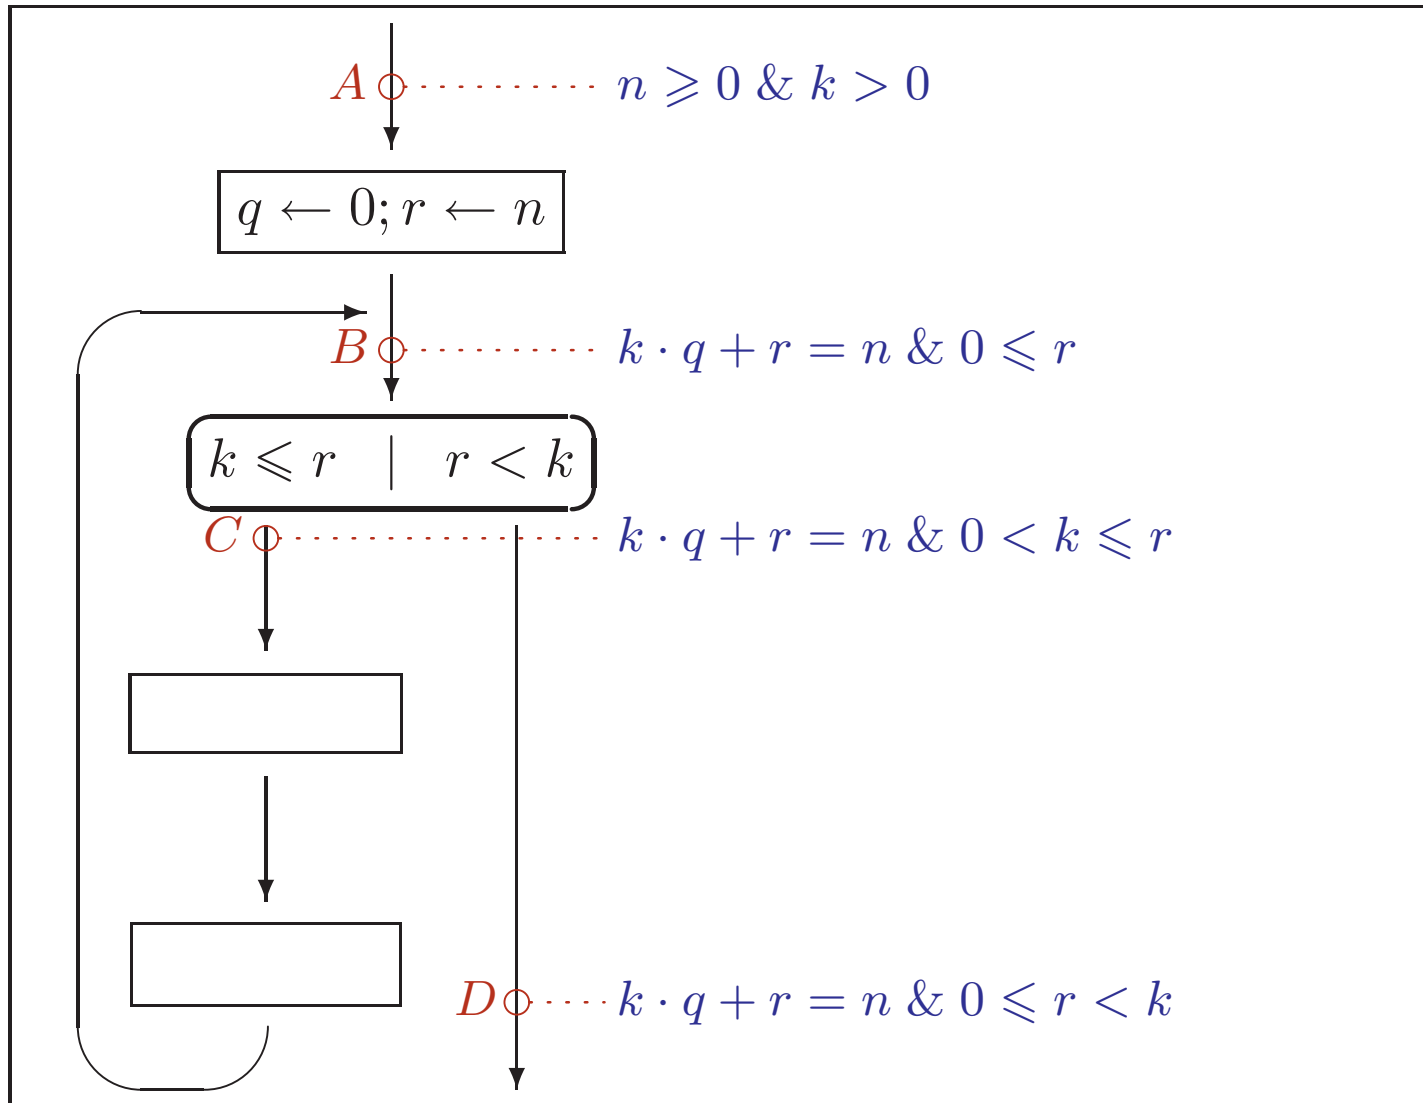 A n ⩾ 0 & k > 0
q ← 0; r ← n
B k · q + r = n & 0 ⩽ r
k ⩽ r | r < k
C k · q + r = n & 0 < k ⩽ r
D k · q + r = n & 0 ⩽ r < k